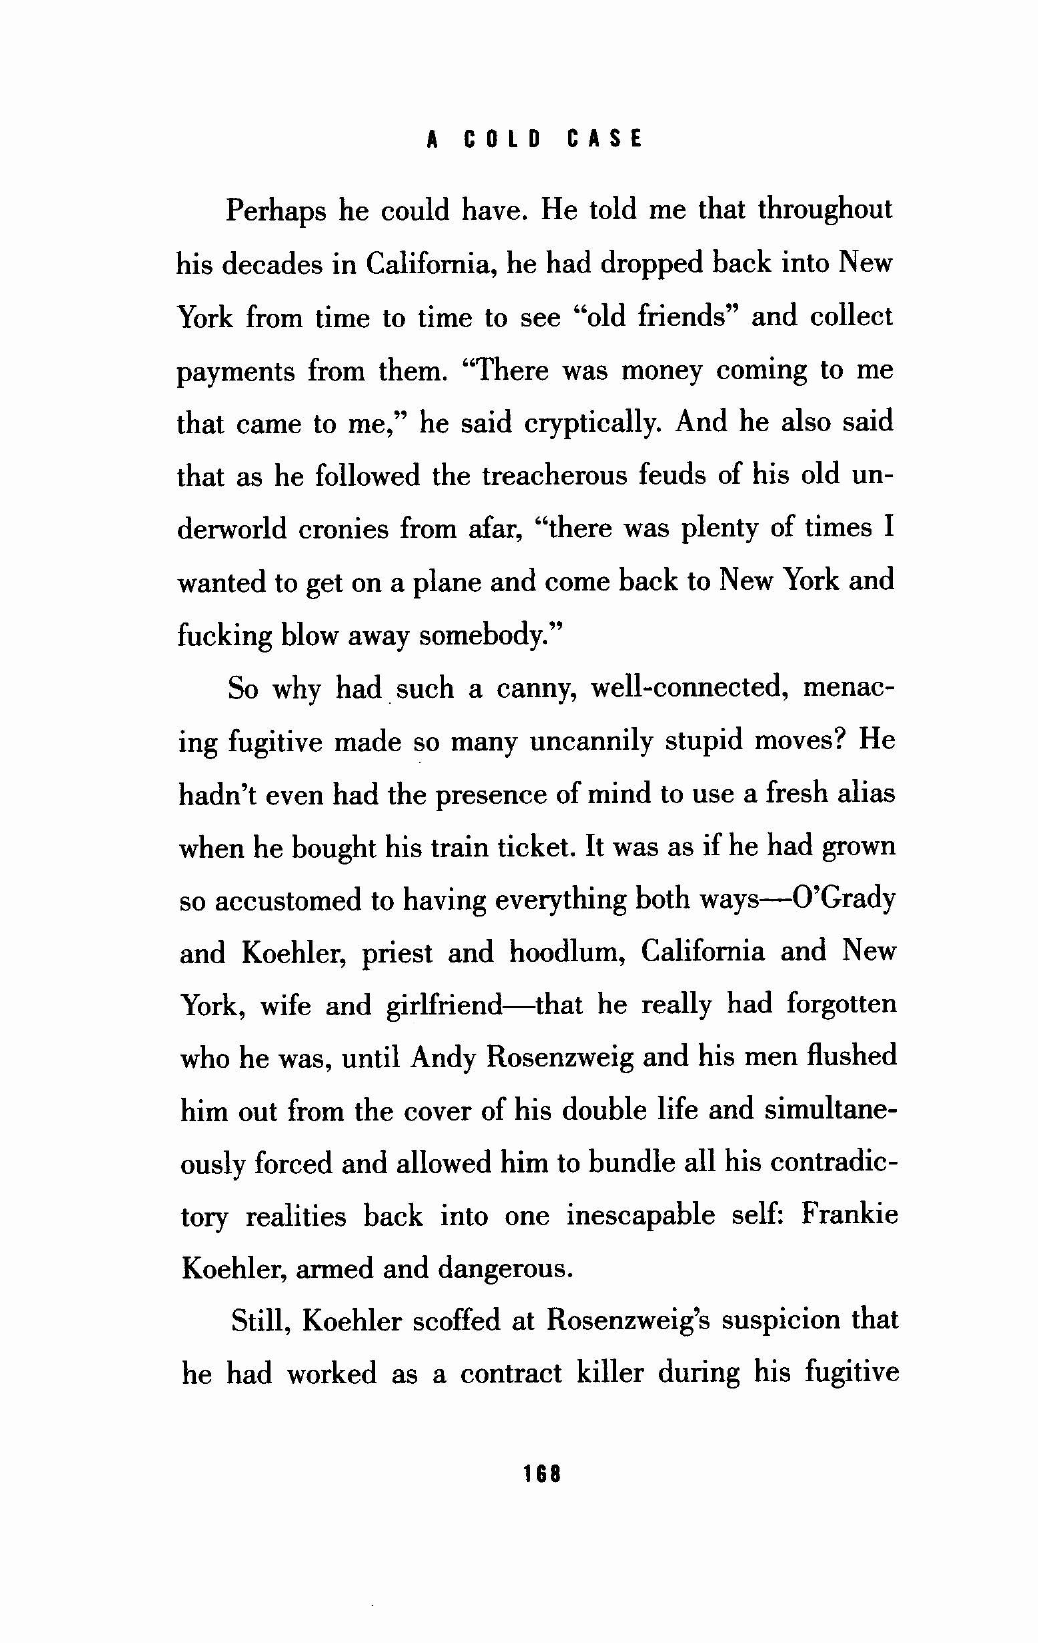 A COLD CASE
Perhaps he could have. He told me that throughout
his decades in California, he had dropped back into New
York from time to time to see “old friends” and collect
payments from them. “There was money coming to me
that came to me,” he said cryptically. And he also said
that as he followed the treacherous feuds of his old un-
derworld cronies from afar, “there was plenty of times I
wanted to get on a plane and come back to New York and
fucking blow away somebody.”
So why had such a canny, well-connected, menac-
ing fugitive made so many uncannily stupid moves? He
hadn’t even had the presence of mind to use a fresh alias
when he bought his train ticket. It was as if he had grown
so accustomed to having everything both ways—O’Grady
and Koehler, priest and hoodlum, California and New
York, wife and girlfriend—that he really had forgotten
who he was, until Andy Rosenzweig and his men flushed
him out from the cover of his double life and simultane-
ously forced and allowed him to bundle all his contradic-
tory realities back into one inescapable self: Frankie
Koehler, armed and dangerous.
Still, Koehler scoffed at Rosenzweig’s suspicion that
he had worked as a contract killer during his fugitive
168